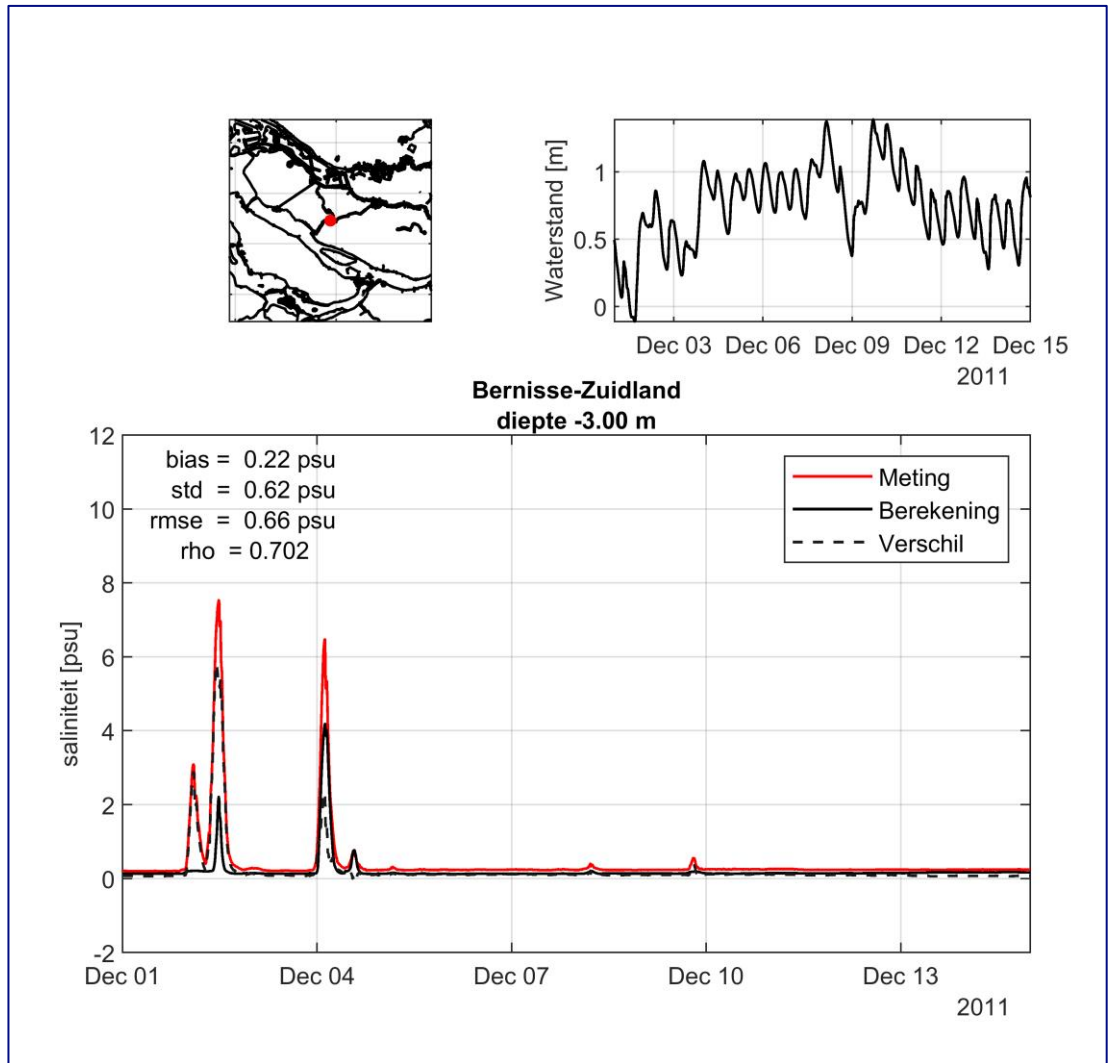 Waterstand [m]
1
0.5
0
Dec 03 Dec 06 Dec 09 Dec 12 Dec 15
2011
Bernisse-Zuidland
diepte -3.00 m
saliniteit [psu]
12
10
8
6
4
2
0
-2
bias = 0.22 psu
std = 0.62 psu
rmse = 0.66 psu
rho = 0.702
Meting
Berekening
Verschil
Dec 01 Dec 04 Dec 07 Dec 10 Dec 13
2011